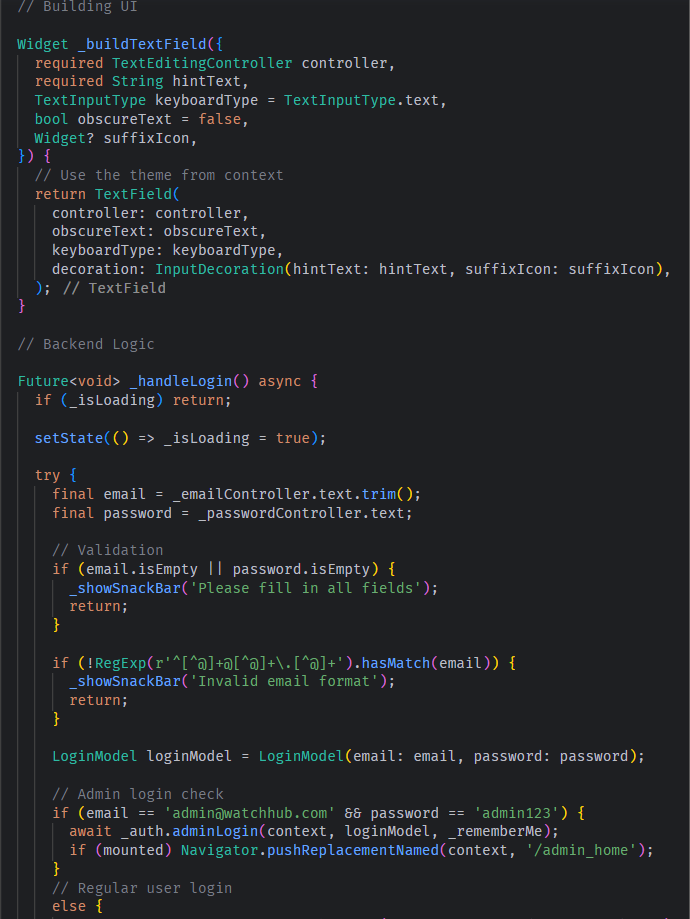 // Building UI
Widget _buildTextField({
required TextEditingController controller,
required String hintText,
TextInputType keyboardType = TextInputType.text,
bool obscureText = false,
Widget? suffixIcon,
}) {
// Use the theme from context
return TextField(
controller: controller,
obscureText: obscureText,
keyboardType: keyboardType,
decoration: InputDecoration(hintText: hintText, suffixIcon: suffixIcon),
); // TextField
}
// Backend Logic
Future<void> _handleLogin() async {
if (_isLoading) return;
setState(() => _isLoading = true);
try {
final email = _emailController.text.trim();
final password = _passwordController.text;
// Validation
if (email.isEmpty || password.isEmpty) {
_showSnackBar('Please fill in all fields');
return;
}
if (!RegExp(r'^[^@]+@[^@]+\.[^@]+').hasMatch(email)) {
_showSnackBar('Invalid email format');
return;
}
LoginModel loginModel = LoginModel(email: email, password: password);
// Admin login check
if (email == 'admin@watchhub.com' && password == 'admin123') {
await _auth.adminLogin(context, loginModel, _rememberMe);
if (mounted) Navigator.pushReplacementNamed(context, '/admin_home');
}
// Regular user login
else {